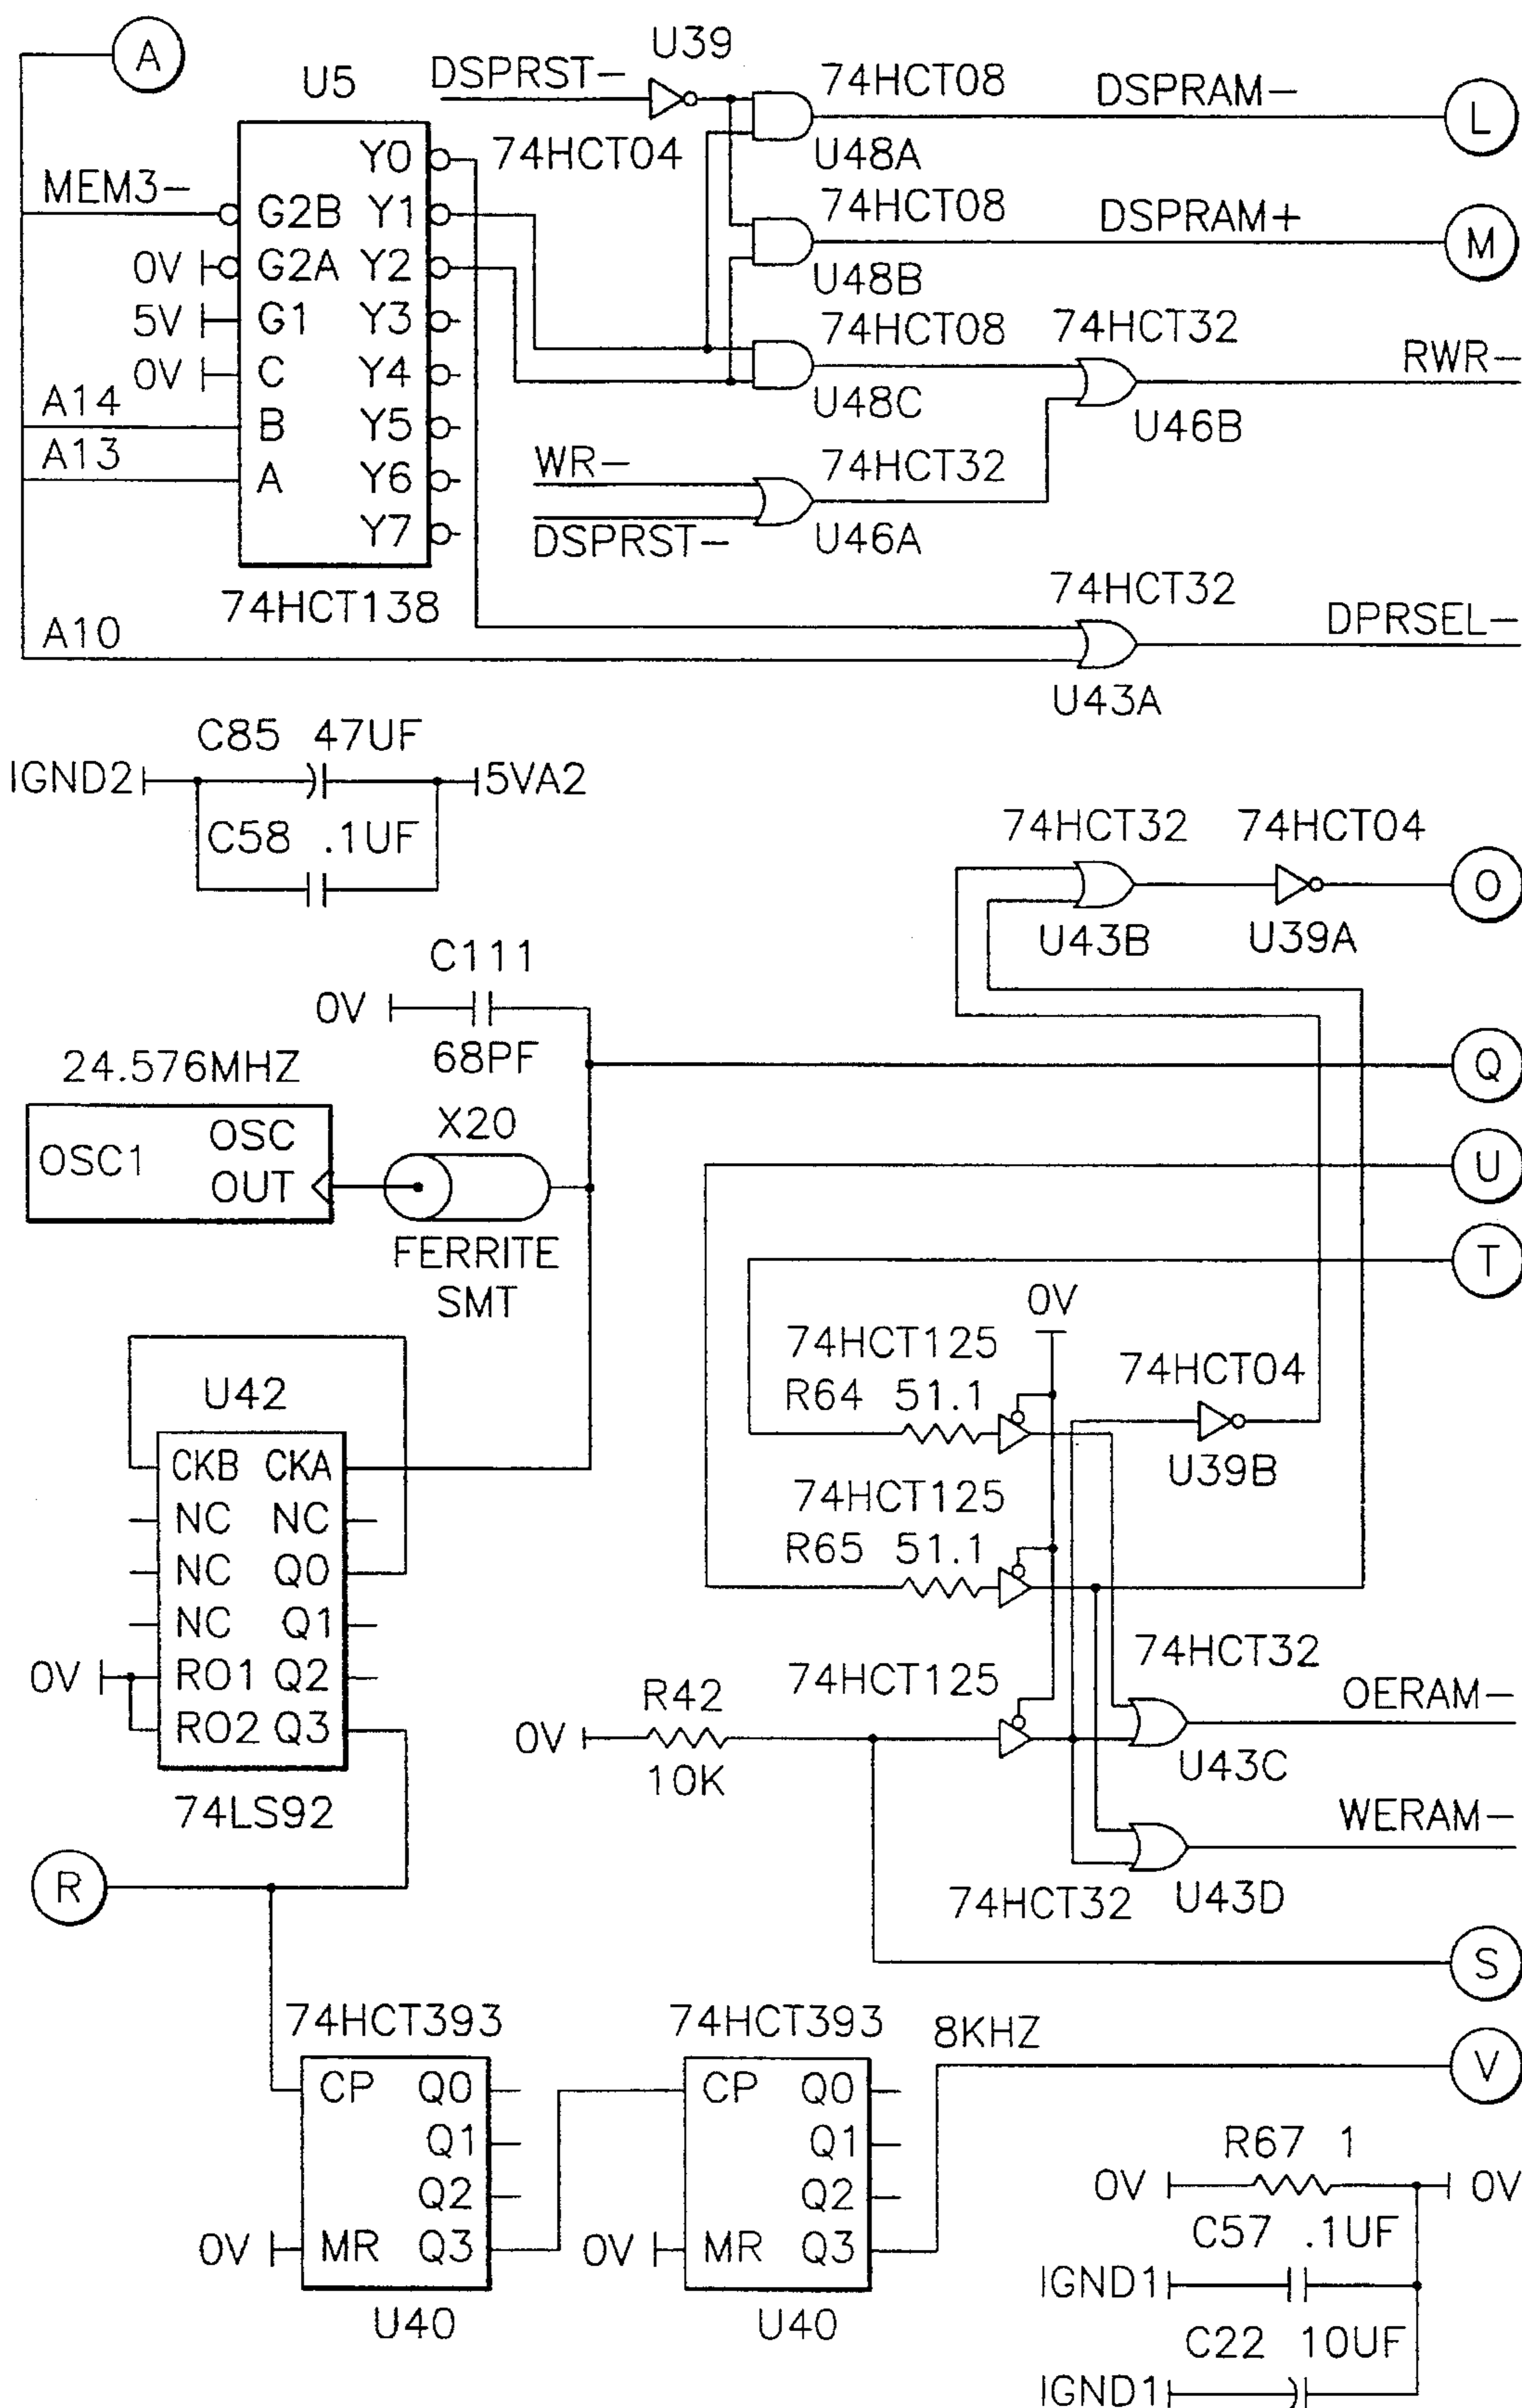 A
U39
DSPRST-
U5
74HCT08
DSPRAM-
L
74HCT04
U48A
Y0
MEM3-
G2B Y1
74HCT08
DSPRAM+
M
0V
G2A Y2
U48B
5V
G1 Y3
74HCT08
74HCT32
RWR-
0V
C Y4
U48C
A14
B Y5
U46B
A13
A Y6
WR-
74HCT32
Y7
DSPRST-
U46A
74HCT138
74HCT32
A10
DPRSEL-
U43A
C85 47UF
IGND2
5VA2
C58 .1UF
74HCT32
74HCT04
O
U43B
U39A
C111
0V
68PF
Q
24.576MHZ
OSC1
OSC
OUT
X20
U
FERRITE
SMT
T
0V
74HCT125
74HCT04
U42
R64 51.1
CKB CKA
U39B
NC NC
74HCT125
NC Q0
R65 51.1
NC Q1
74HCT32
0V
RO1 Q2
R42
74HCT125
OERAM-
RO2 Q3
0V
10K
U43C
74LS92
WERAM-
R
74HCT32
U43D
S
74HCT393
74HCT393
8KHZ
V
CP Q0
CP Q0
Q1
Q1
R67 1
Q2
Q2
0V
0V
0V
MR Q3
0V
MR Q3
C57 .1UF
IGND1
U40
U40
C22 10UF
IGND1